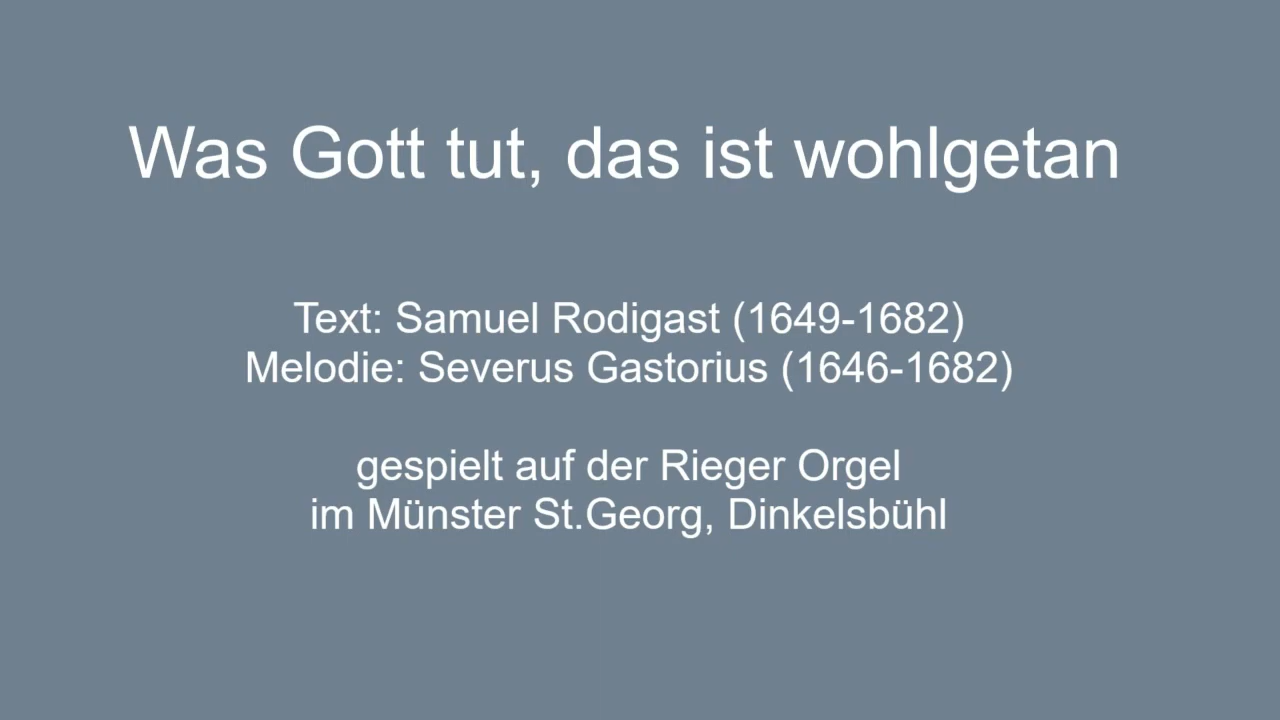 Was Gott tut, das ist wohlgetan
Text: Samuel Rodigast (1649-1682)
Melodie: Severus Gastorius (1646-1682)
gespielt auf der Rieger Orgel
im Münster St.Georg, Dinkelsbühl